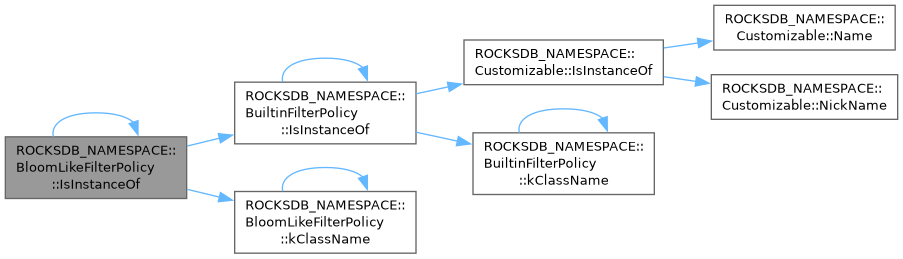 ROCKSDB_NAMESPACE::
BloomLikeFilterPolicy
::IsInstanceOf
ROCKSDB_NAMESPACE::
BuiltinFilterPolicy
::IsInstanceOf
ROCKSDB_NAMESPACE::
BloomLikeFilterPolicy
::kClassName
ROCKSDB_NAMESPACE::
Customizable::IsInstanceOf
ROCKSDB_NAMESPACE::
BuiltinFilterPolicy
::kClassName
ROCKSDB_NAMESPACE::
Customizable::Name
ROCKSDB_NAMESPACE::
Customizable::NickName